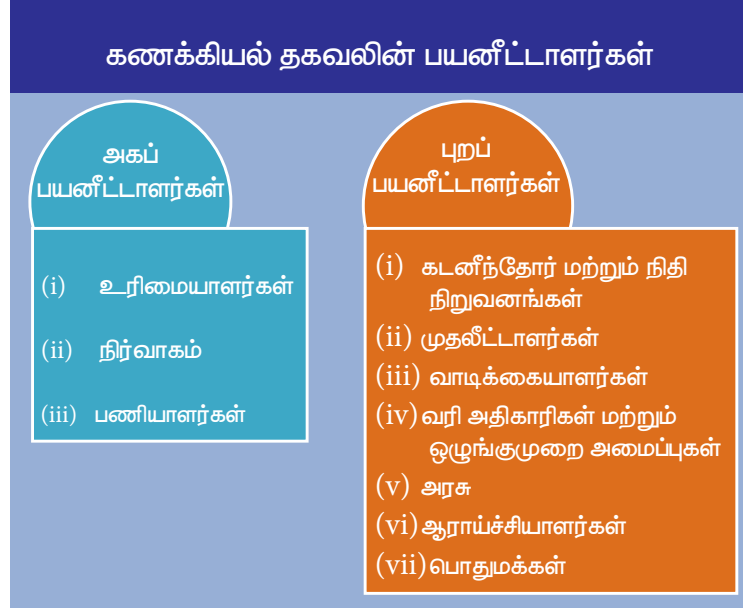 கணக்கியல் தகவலின் பயனீட்டாளர்கள்
அகப்
பயனீட்டாளர்கள்
(i) உரிமையாளர்கள்
(ii) நிர்வாகம்
(iii) பணியாளர்கள்
புறப்
பயனீட்டாளர்கள்
(i) கடனீந்தோர் மற்றும் நிதி
நிறுவனங்கள்
(ii) முதலீட்டாளர்கள்
(iii) வாடிக்கையாளர்கள்
(iv) வரி அதிகாரிகள் மற்றும்
ஒழுங்குமுறை அமைப்புகள்
(v) அரசு
(vi) ஆராய்ச்சியாளர்கள்
(vii) பொதுமக்கள்